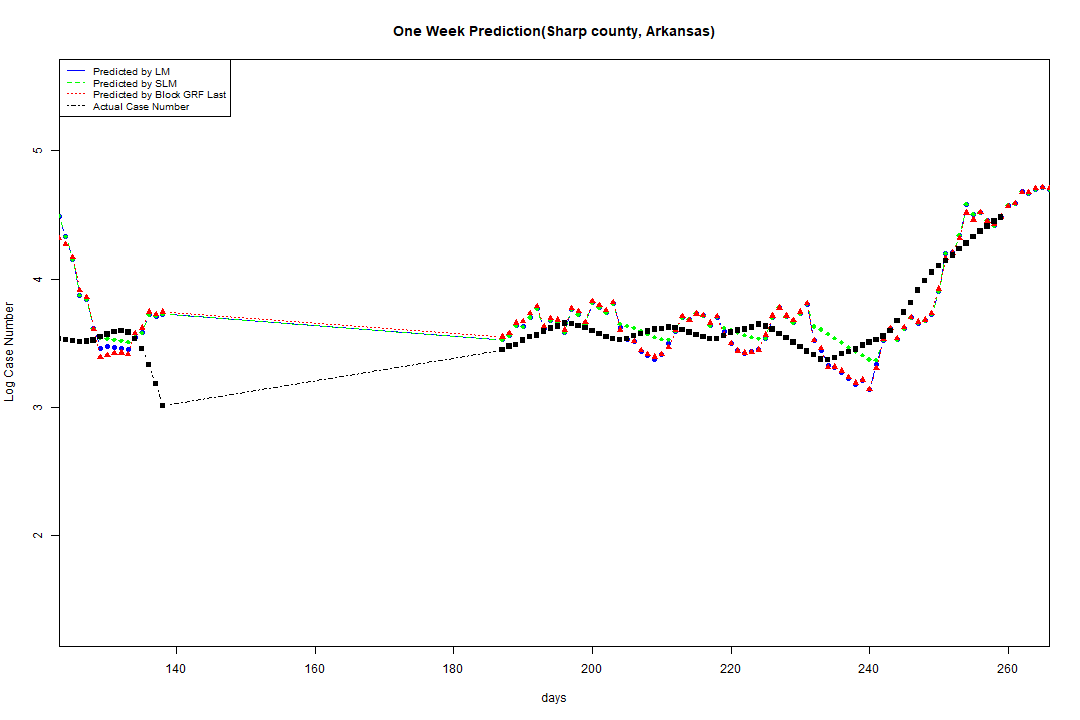 One Week Prediction(Sharp county, Arkansas)
Predicted by LM
Predicted by SLM
Predicted by Block GRF Last
Actual Case Number
5
4
3
2
Log Case Number
140 160 180 200 220 240 260
days